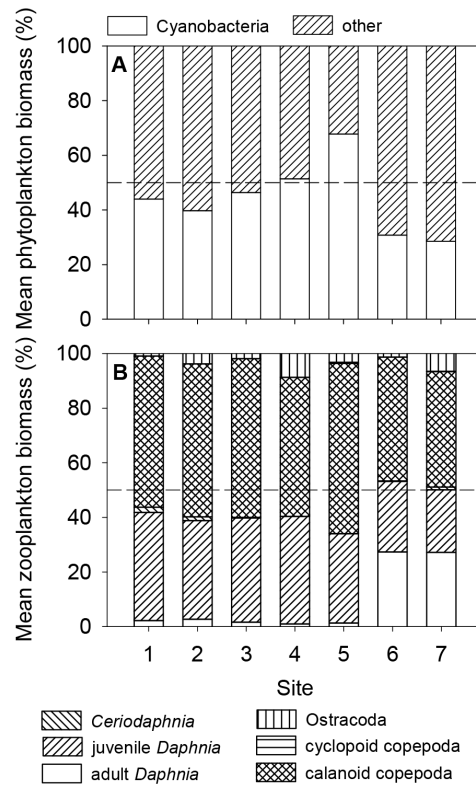 Cyanobacteria other
Mean phytoplankton biomass (%)
A
100
80
60
40
20
0
Mean zooplankton biomass (%)
B
100
80
60
40
20
0
1 2 3 4 5 6 7
Site
Ceriodaphnia Ostracoda
juvenile Daphnia cyclopoid copepoda
adult Daphnia calanoid copepoda